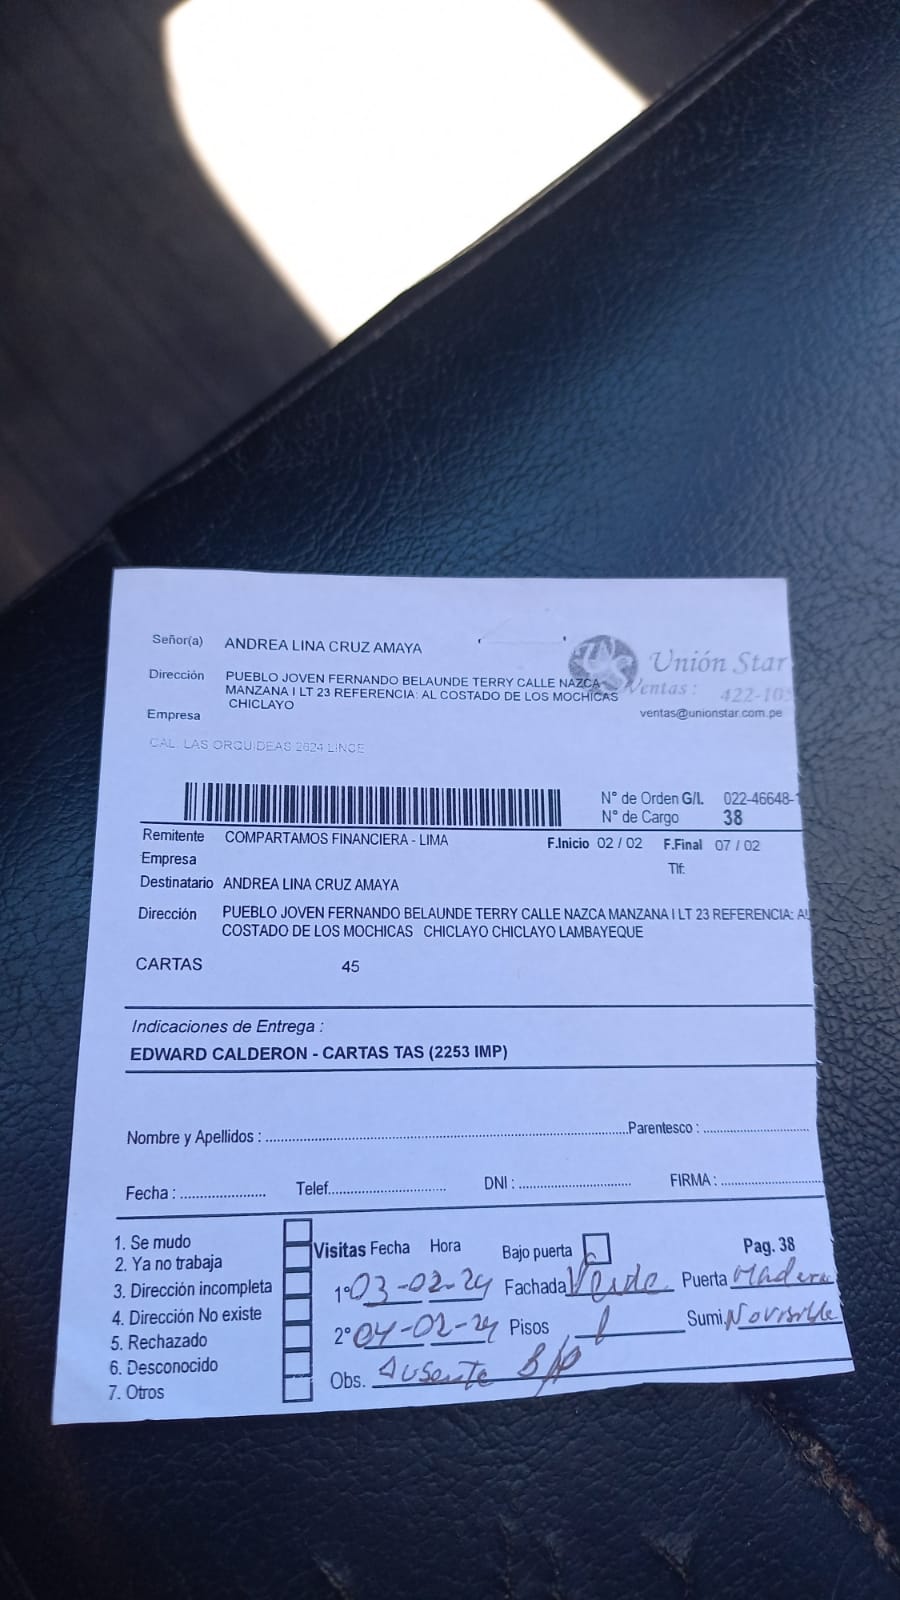 Señor(a) ANDREA LINA CRUZ AMAYA
Unión Star
Dirección PUEBLO JOVEN FERNANDO BELAUNDE TERRY CALLE NAZCA
MANZANA I LT 23 REFERENCIA: AL COSTADO DE LOS MOCHICAS
CHICLAYO
Ventas : 422-105
ventas@unionstar.com.pe
Empresa
CAL. LAS ORQUIDEAS 2624 LINCE
N° de Orden G/I. 022-46648-1
N° de Cargo 38
Remitente COMPARTAMOS FINANCIERA - LIMA F.Inicio 02 / 02 F.Final 07 / 02
Empresa Tlf:
Destinatario ANDREA LINA CRUZ AMAYA
Dirección PUEBLO JOVEN FERNANDO BELAUNDE TERRY CALLE NAZCA MANZANA I LT 23 REFERENCIA: AL
COSTADO DE LOS MOCHICAS CHICLAYO CHICLAYO LAMBAYEQUE
CARTAS 45
Indicaciones de Entrega :
EDWARD CALDERON - CARTAS TAS (2253 IMP)
Nombre y Apellidos : Parentesco :
Fecha : Telef. DNI : FIRMA :
1. Se mudo
2. Ya no trabaja
3. Dirección incompleta
4. Dirección No existe
5. Rechazado
6. Desconocido
7. Otros
Visitas Fecha Hora Bajo puerta Pag. 38
1° 03-02-24 Fachada Verde Puerta Madera
2° 04-02-24 Pisos 1 Sumi. No visible
Obs. Ausente B/P